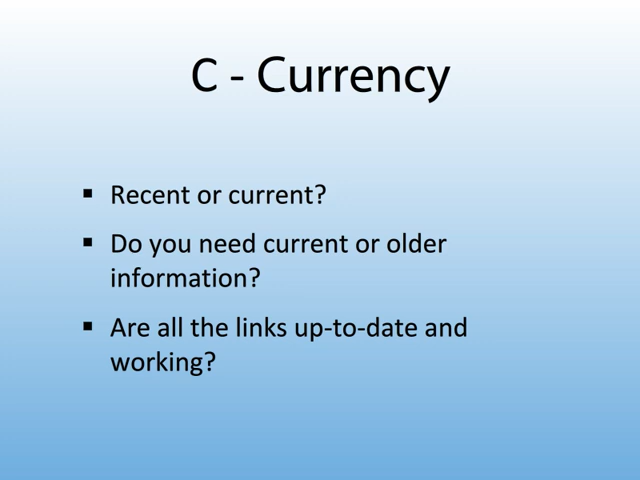 C - Currency
▪ Recent or current?
▪ Do you need current or older
information?
▪ Are all the links up-to-date and
working?